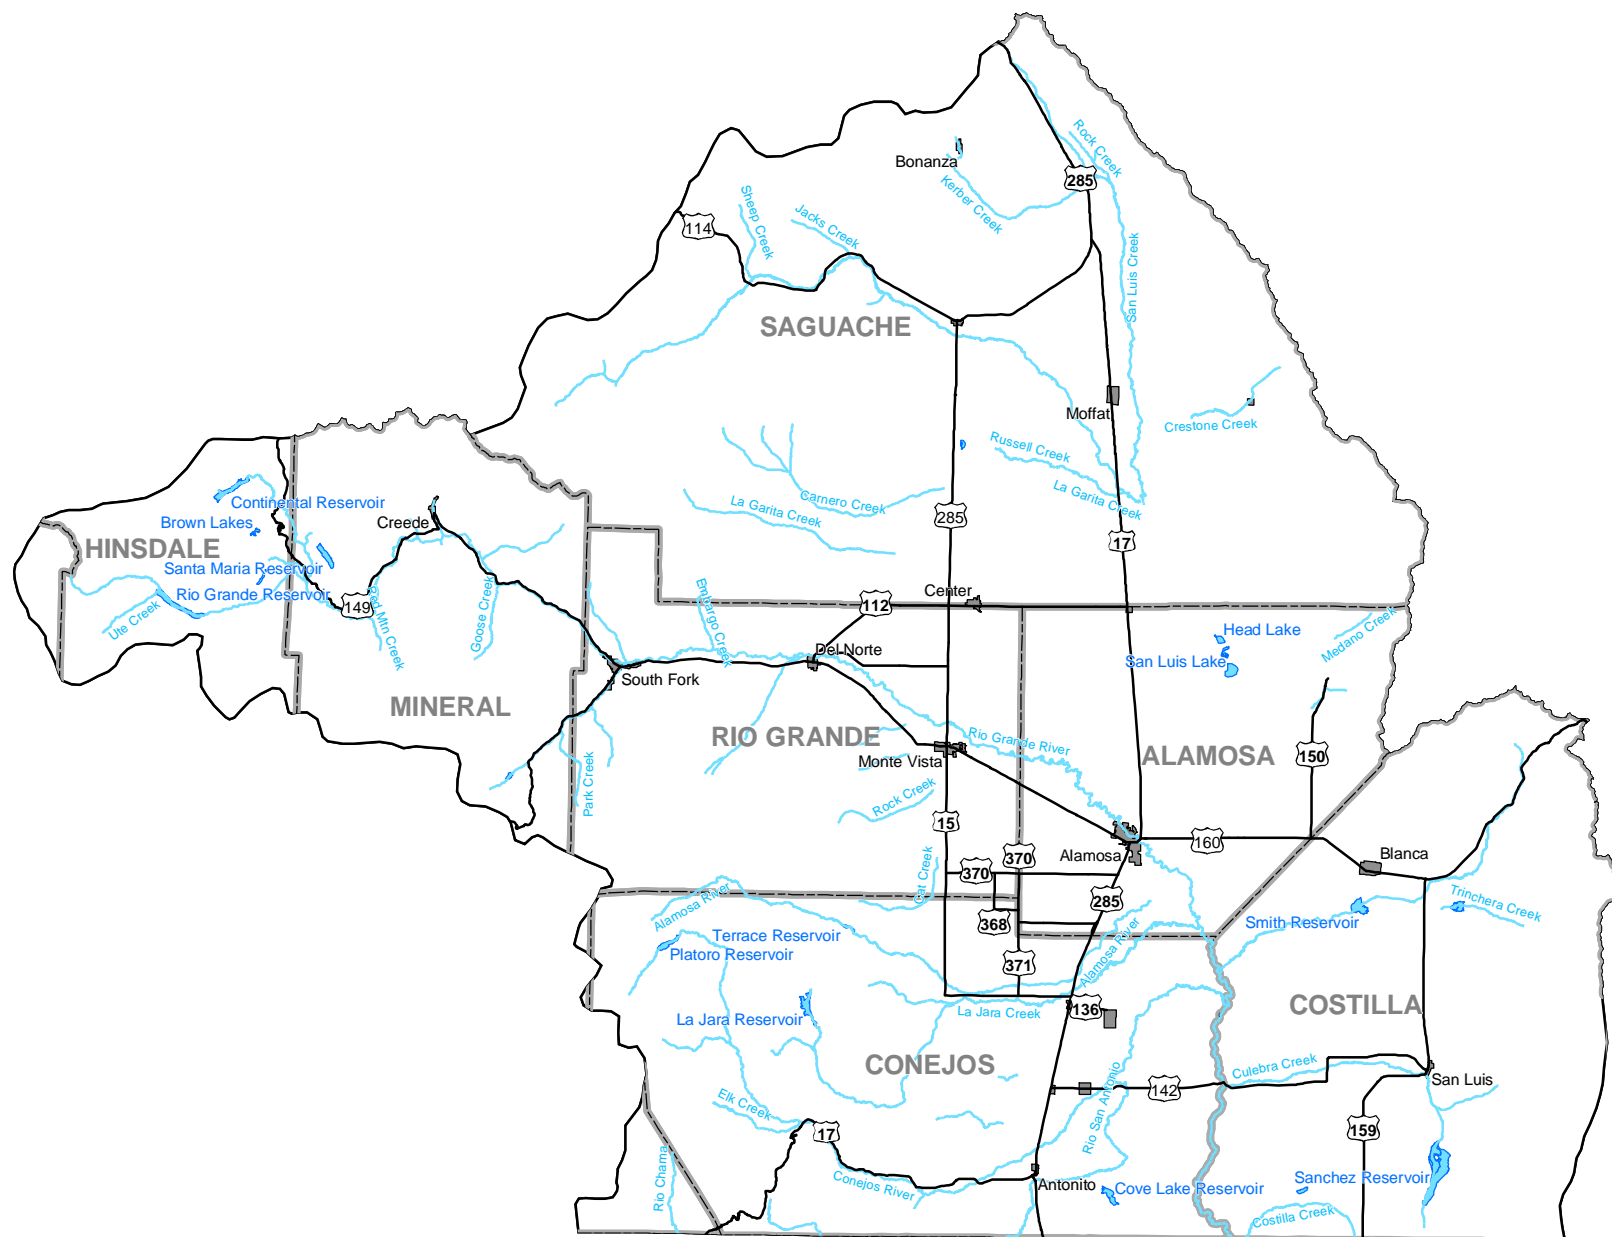 Rock Creek
Bonanza
285
Kerber Creek
Sheep Creek
Jacks Creek
114
San Luis Creek
SAGUACHE
Moffat
Crestone Creek
Russell Creek
La Garita Creek
Carnero Creek
La Garita Creek
Continental Reservoir
Brown Lakes
Creede
285
17
HINSDALE
Santa Maria Reservoir
Rio Grande Reservoir
Ute Creek
149
Red Mtn Creek
Goose Creek
Embargo Creek
Center
112
Head Lake
Medano Creek
San Luis Lake
Del Norte
South Fork
MINERAL
RIO GRANDE
Rio Grande River
ALAMOSA
150
Monte Vista
Park Creek
Rock Creek
15
Alamosa
160
Blanca
370
370
Cat Creek
285
368
Alamosa River
Trinchera Creek
Smith Reservoir
Terrace Reservoir
Platoro Reservoir
Alamosa River
371
La Jara Reservoir
La Jara Creek
136
COSTILLA
CONEJOS
Culebra Creek
San Luis
142
Rio San Antonio
Elk Creek
17
159
Rio Chama
Conejos River
Antonito
Cove Lake Reservoir
Sanchez Reservoir
Costilla Creek